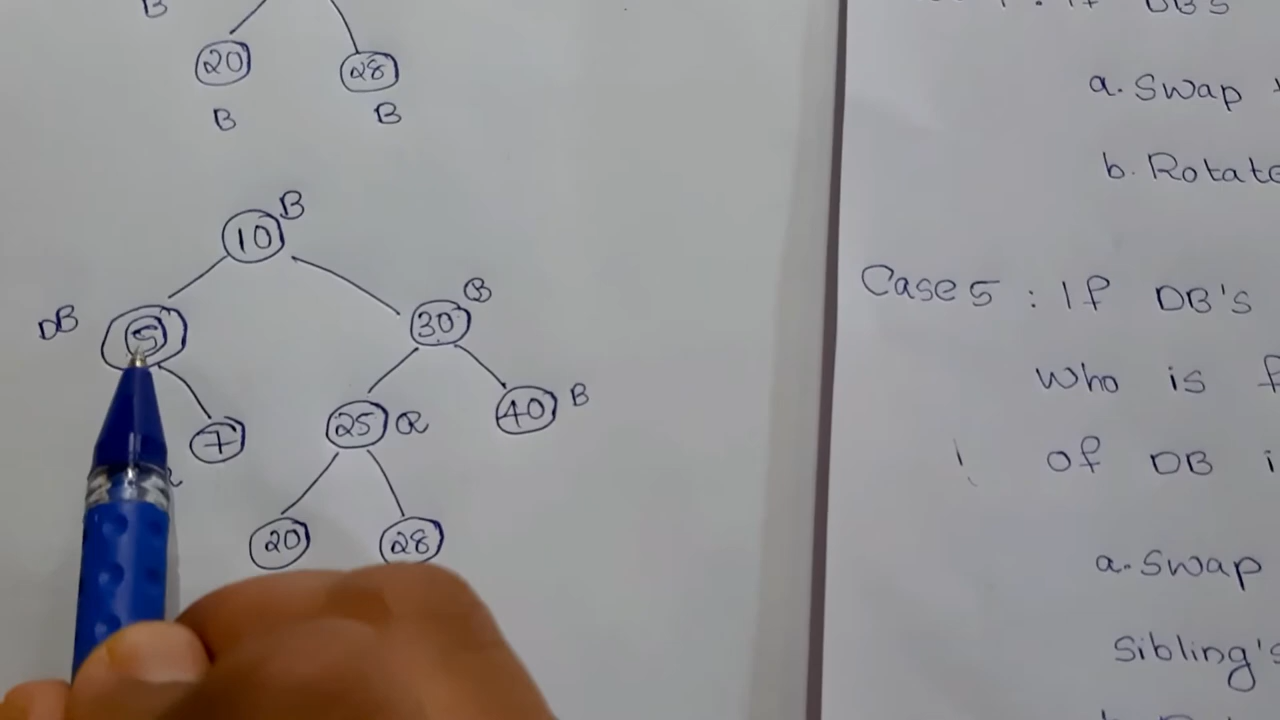 B
20
28
B
B
10
B
DB
5
30
B
7
25
R
40
B
20
28
DB's
a. Swap
b. Rotate
Case 5 : If DB's
who is
of DB
a. Swap
Sibling's